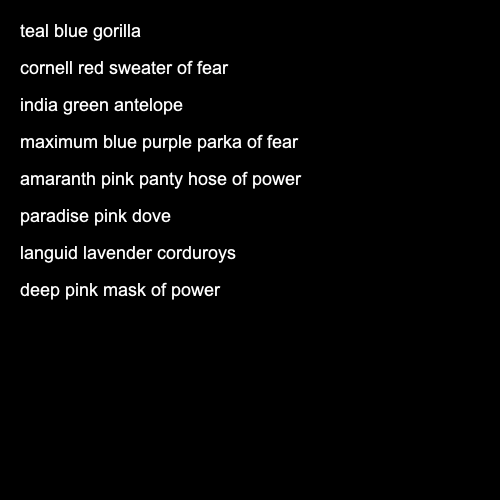 teal blue gorilla
cornell red sweater of fear
india green antelope
maximum blue purple parka of fear
amaranth pink panty hose of power
paradise pink dove
languid lavender corduroys
deep pink mask of power